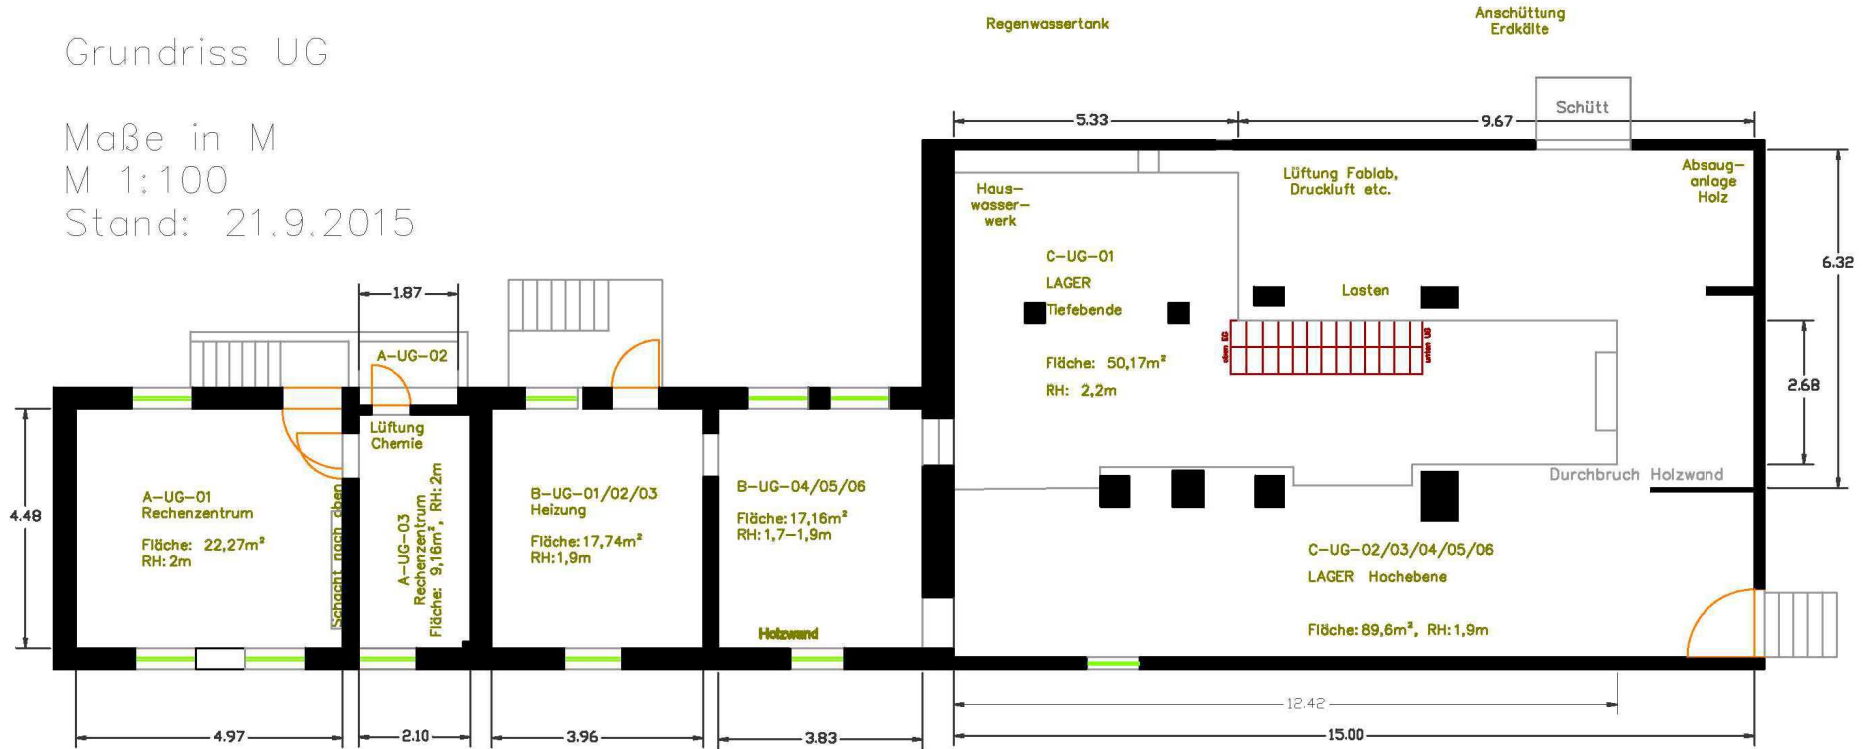 Grundriss UG
Maße in M
M 1:100
Stand: 21.9.2015
Regenwassertank
Anschüttung
Erdkälte
Schütt
5.33
9.67
Haus-
wasser-
werk
Lüftung Fablab,
Druckluft etc.
Absaug-
anlage
Holz
6.32
C-UG-01
LAGER
Tiefebende
Fläche: 50,17m²
RH: 2,2m
Lasten
oben EG
unten UG
2.68
1.87
A-UG-02
Lüftung
Chemie
4.48
A-UG-01
Rechenzentrum
Fläche: 22,27m²
RH: 2m
Schacht nach oben
A-UG-03
Rechenzentrum
Fläche: 9,16m², RH: 2m
B-UG-01/02/03
Heizung
Fläche: 17,74m²
RH: 1,9m
B-UG-04/05/06
Fläche: 17,16m²
RH: 1,7-1,9m
Holzwand
Durchbruch Holzwand
C-UG-02/03/04/05/06
LAGER Hochebene
Fläche: 89,6m², RH: 1,9m
12.42
4.97
2.10
3.96
3.83
15.00